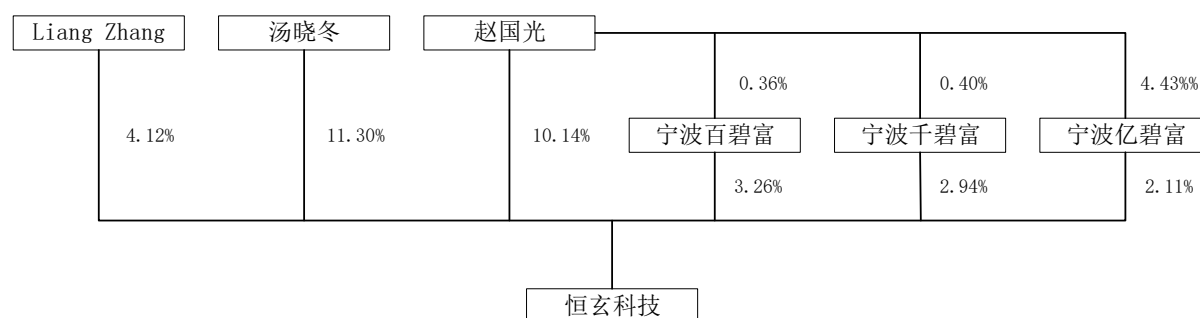 Liang Zhang
汤晓冬
赵国光
0.36%
0.40%
4.43%%
4.12%
11.30%
10.14%
宁波百碧富
宁波千碧富
宁波亿碧富
3.26%
2.94%
2.11%
恒玄科技